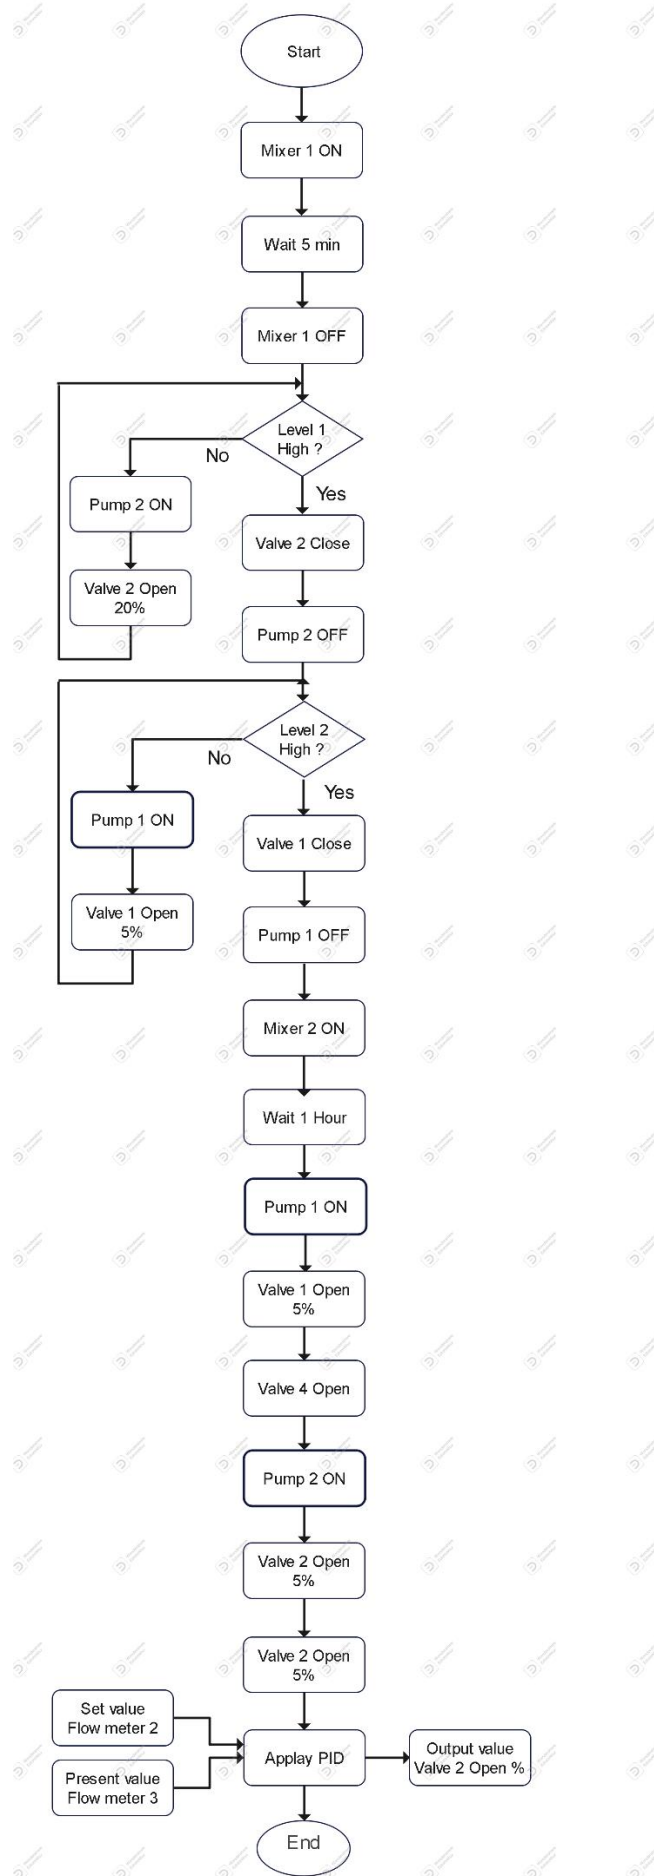 Start
Mixer 1 ON
Wait 5 min
Mixer 1 OFF
Level 1
High ?
No
Yes
Pump 2 ON
Valve 2 Close
Valve 2 Open
20%
Pump 2 OFF
Level 2
High ?
No
Yes
Pump 1 ON
Valve 1 Close
Valve 1 Open
5%
Pump 1 OFF
Mixer 2 ON
Wait 1 Hour
Pump 1 ON
Valve 1 Open
5%
Valve 4 Open
Pump 2 ON
Valve 2 Open
5%
Valve 2 Open
5%
Set value
Flow meter 2
Applay PID
Output value
Valve 2 Open %
Present value
Flow meter 3
End